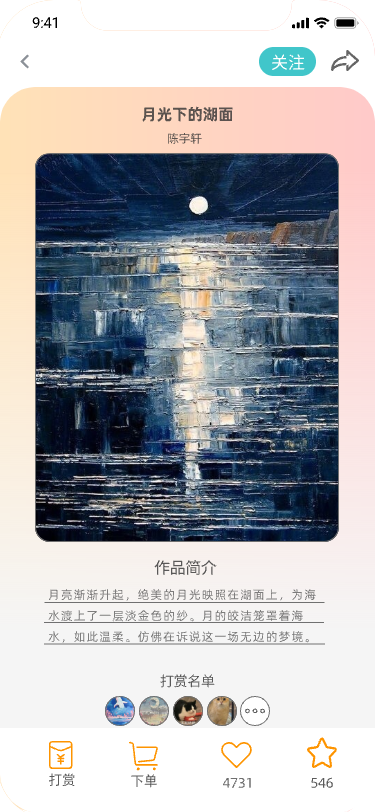 9:41
关注
月光下的湖面
陈宇轩
作品简介
月亮渐渐升起，绝美的月光映照在湖面上，为海
水渡上了一层淡金色的纱。月的皎洁笼罩着海
水，如此温柔。仿佛在诉说这一场无边的梦境。
打赏名单
打赏
下单
4731
546